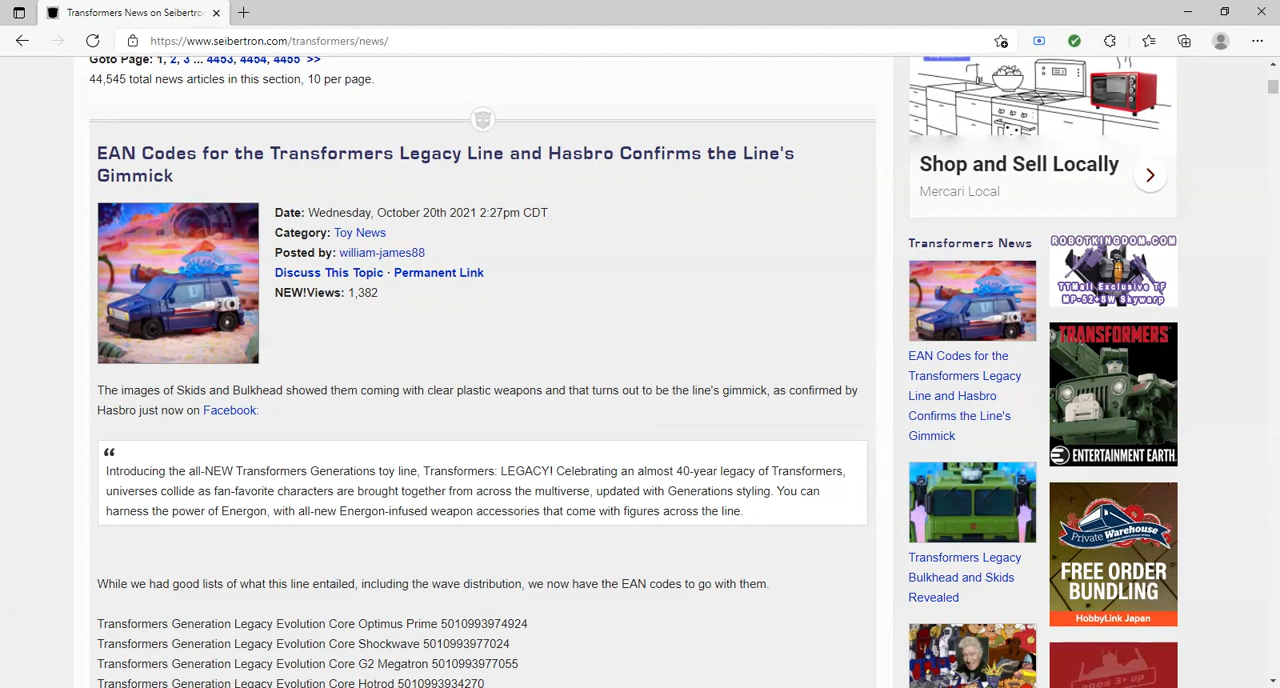 Transformers News on Seibertro
https://www.seibertron.com/transformers/news/
Goto Page: 1, 2, 3 ... 4453, 4454, 4455 >>
44,545 total news articles in this section, 10 per page.
EAN Codes for the Transformers Legacy Line and Hasbro Confirms the Line's
Gimmick
Date: Wednesday, October 20th 2021 2:27pm CDT
Category: Toy News
Posted by: william-james88
Discuss This Topic · Permanent Link
NEW!Views: 1,382
The images of Skids and Bulkhead showed them coming with clear plastic weapons and that turns out to be the line's gimmick, as confirmed by
Hasbro just now on Facebook:
“
Introducing the all-NEW Transformers Generations toy line, Transformers: LEGACY! Celebrating an almost 40-year legacy of Transformers,
universes collide as fan-favorite characters are brought together from across the multiverse, updated with Generations styling. You can
harness the power of Energon, with all-new Energon-infused weapon accessories that come with figures across the line.
While we had good lists of what this line entailed, including the wave distribution, we now have the EAN codes to go with them.
Transformers Generation Legacy Evolution Core Optimus Prime 5010993974924
Transformers Generation Legacy Evolution Core Shockwave 5010993977024
Transformers Generation Legacy Evolution Core G2 Megatron 5010993977055
Transformers Generation Legacy Evolution Core Hotrod 5010993974270
Shop and Sell Locally
Mercari Local
Transformers News
EAN Codes for the
Transformers Legacy
Line and Hasbro
Confirms the Line's
Gimmick
Transformers Legacy
Bulkhead and Skids
Revealed
ROBOTKINGDOM.COM
TTMall Exclusive TF
MP-52+SW Skywarp
TRANSFORMERS
ENTERTAINMENT EARTH
Private Warehouse
FREE ORDER
BUNDLING
HobbyLink Japan